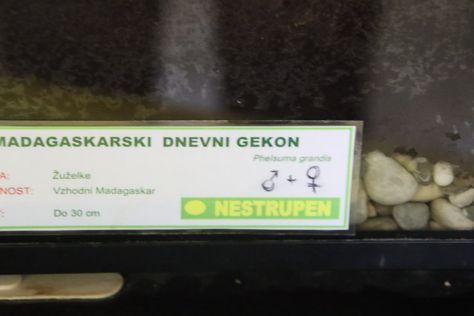 MADAGASKARSKI DNEVNI GEKON
Phelsuma grandis
A: Žuželke
NOST: Vzhodni Madagaskar
♂ + ♀
: Do 30 cm
NESTRUPEN